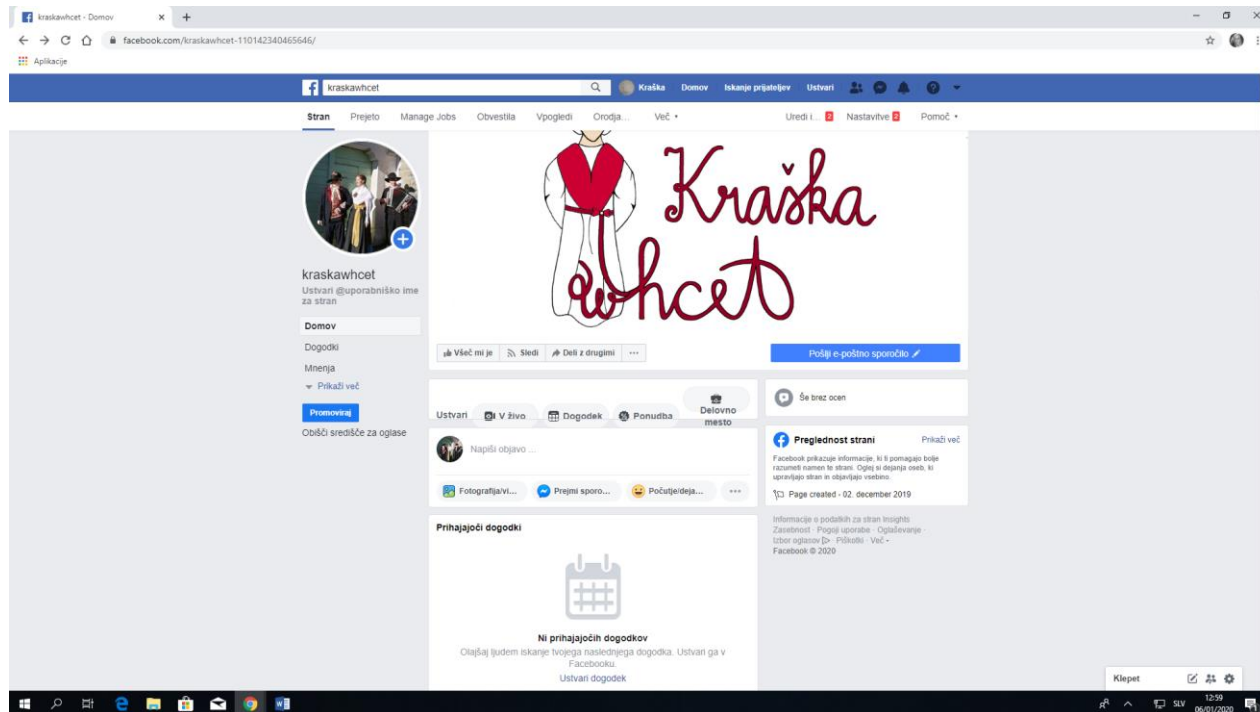 kraskawhcet - Domov
facebook.com/kraskawhcet-110142340465646/
Aplikacije
kraskawhcet
Kraška Domov Iskanje prijateljev Ustvari
Stran Prejeto Manage Jobs Obvestila Vpogledi Orodja... Več Uredi i... 2 Nastavitve 2 Pomoč
Kraška
whcet
kraskawhcet
Ustvari @uporabniško ime
za stran
Domov
Dogodki
Mnenja
Prikaži več
Promoviraj
Obišči središče za oglase
Všeč mi je Sledi Deli z drugimi ...
Pošlji e-poštno sporočilo
Ustvari V živo Dogodek Ponudba Delovno
mesto
Napiši objavo ...
Fotografija/vi... Prejmi sporo... Počutje/deja... ...
Prihajajoči dogodki
Ni prihajajočih dogodkov
Olajšaj ljudem iskanje tvojega naslednjega dogodka. Ustvari ga v
Facebooku.
Ustvari dogodek
Še brez ocen
Preglednost strani Prikaži več
Facebook prikazuje informacije, ki ti pomagajo bolje
razumeti namen te strani. Oglej si dejanja oseb, ki
upravljajo stran in objavljajo vsebino.
Page created - 02. december 2019
Informacije o podatkih za stran Insights
Zasebnost · Pogoji uporabe · Oglaševanje ·
Izbor oglasov · Piškotki · Več
Facebook © 2020
Klepet
SLV
12:59
06/01/2020